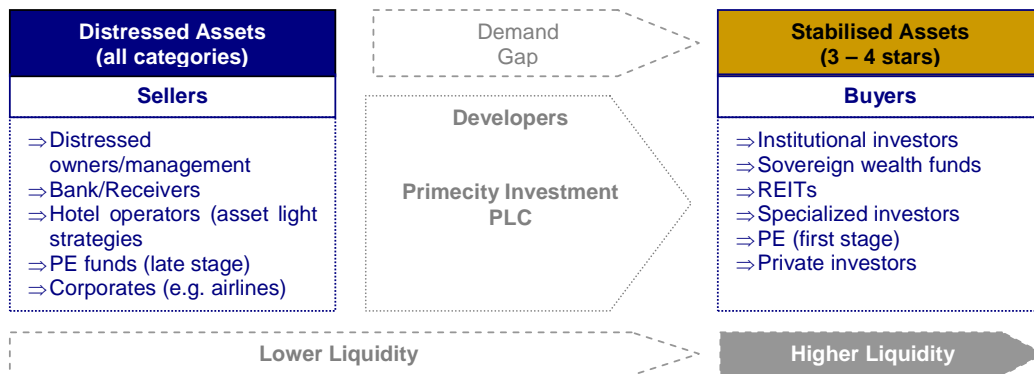 Distressed Assets
(all categories)
Sellers
⇒Distressed
owners/management
⇒Bank/Receivers
⇒Hotel operators (asset light
strategies
⇒PE funds (late stage)
⇒Corporates (e.g. airlines)
Demand
Gap
Developers
Primecity Investment
PLC
Stabilised Assets
(3 – 4 stars)
Buyers
⇒Institutional investors
⇒Sovereign wealth funds
⇒REITs
⇒Specialized investors
⇒PE (first stage)
⇒Private investors
Lower Liquidity
Higher Liquidity